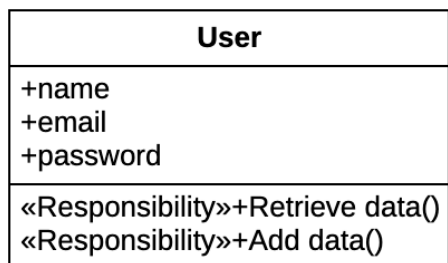 User
+name
+email
+password
«Responsibility»+Retrieve data()
«Responsibility»+Add data()